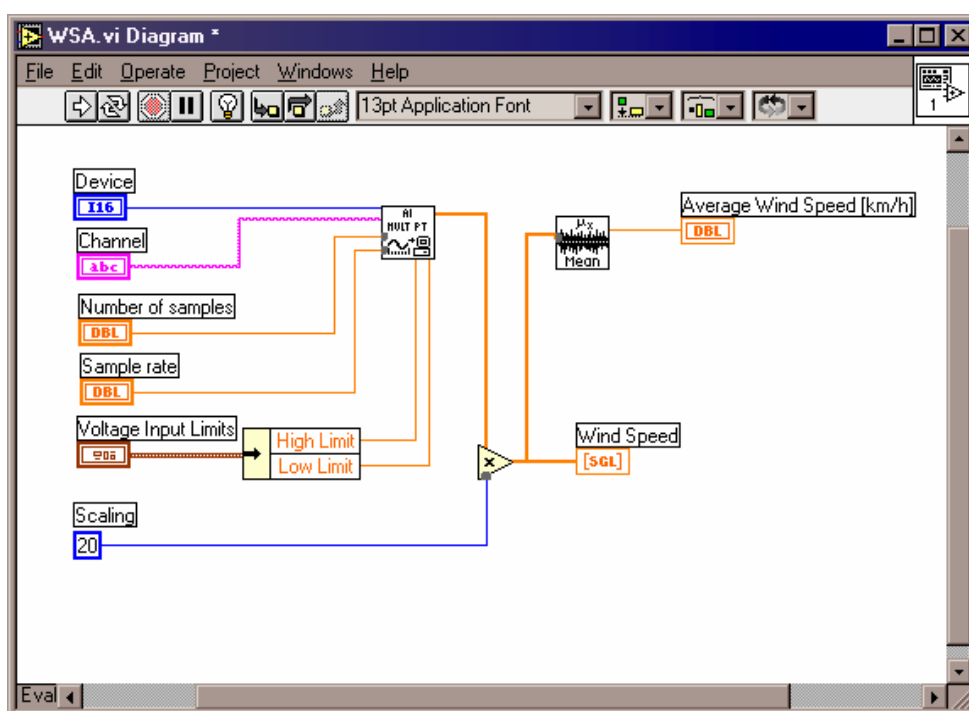 WSA.vi Diagram *
File Edit Operate Project Windows Help
13pt Application Font
1
Device
I16
Channel
abc
Number of samples
DBL
Sample rate
DBL
Voltage Input Limits
High Limit
Low Limit
Scaling
20
AI
MULT PT
μx
Mean
Average Wind Speed [km/h]
DBL
x
Wind Speed
[SGL]
Eval